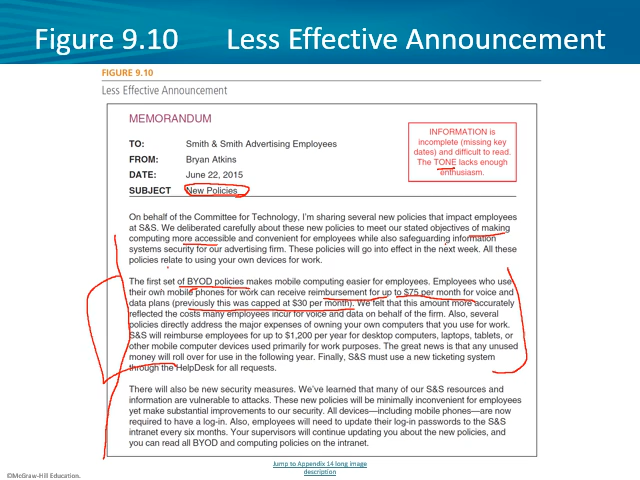 Figure 9.10 Less Effective Announcement
FIGURE 9.10
Less Effective Announcement
MEMORANDUM
INFORMATION is
incomplete (missing key
dates) and difficult to read.
The TONE lacks enough
enthusiasm.
TO: Smith & Smith Advertising Employees
FROM: Bryan Atkins
DATE: June 22, 2015
SUBJECT New Policies
On behalf of the Committee for Technology, I'm sharing several new policies that impact employees
at S&S. We deliberated carefully about these new policies to meet our stated objectives of making
computing more accessible and convenient for employees while also safeguarding information
systems security for our advertising firm. These policies will go into effect in the next week. All these
policies relate to using your own devices for work.
The first set of BYOD policies makes mobile computing easier for employees. Employees who use
their own mobile phones for work can receive reimbursement for up to $75 per month for voice and
data plans (previously this was capped at $30 per month). We felt that this amount more accurately
reflected the costs many employees incur for voice and data on behalf of the firm. Also, several
policies directly address the major expenses of owning your own computers that you use for work.
S&S will reimburse employees for up to $1,200 per year for desktop computers, laptops, tablets, or
other mobile computer devices used primarily for work purposes. The great news is that any unused
money will roll over for use in the following year. Finally, S&S must use a new ticketing system
through the HelpDesk for all requests.
There will also be new security measures. We've learned that many of our S&S resources and
information are vulnerable to attacks. These new policies will be minimally inconvenient for employees
yet make substantial improvements to our security. All devices—including mobile phones—are now
required to have a log-in. Also, employees will need to update their log-in passwords to the S&S
intranet every six months. Your supervisors will continue updating you about the new policies, and
you can read all BYOD and computing policies on the intranet.
Jump to Appendix 14 long image
description
©McGraw-Hill Education.